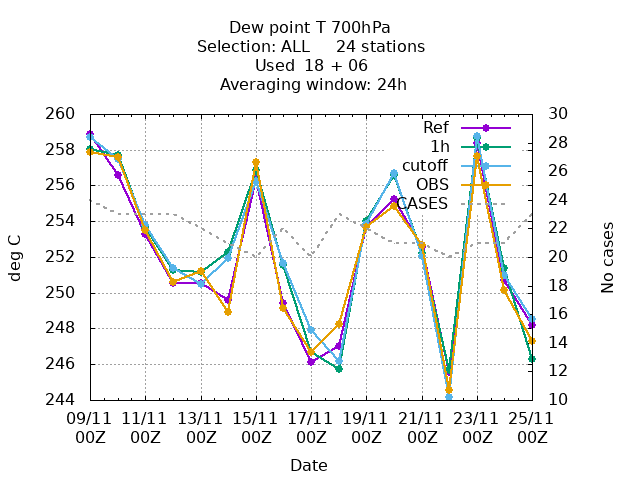 Dew point T 700hPa
Selection: ALL 24 stations
Used 18 + 06
Averaging window: 24h
260
258
256
254
252
250
248
246
244
deg C
30
28
26
24
22
20
18
16
14
12
10
No cases
Ref
1h
cutoff
OBS
CASES
09/11 11/11 13/11 15/11 17/11 19/11 21/11 23/11 25/11
00Z 00Z 00Z 00Z 00Z 00Z 00Z 00Z 00Z
Date